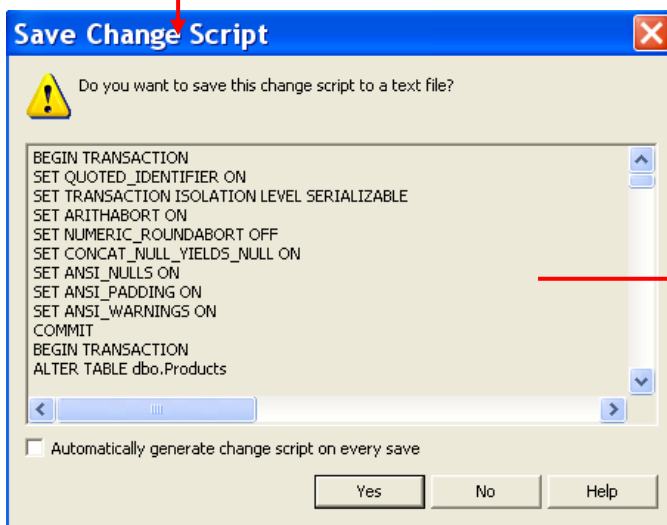 Save Change Script
Do you want to save this change script to a text file?
BEGIN TRANSACTION
SET QUOTED_IDENTIFIER ON
SET TRANSACTION ISOLATION LEVEL SERIALIZABLE
SET ARITHABORT ON
SET NUMERIC_ROUNDABORT OFF
SET CONCAT_NULL_YIELDS_NULL ON
SET ANSI_NULLS ON
SET ANSI_PADDING ON
SET ANSI_WARNINGS ON
COMMIT
BEGIN TRANSACTION
ALTER TABLE dbo.Products
Automatically generate change script on every save
Yes No Help